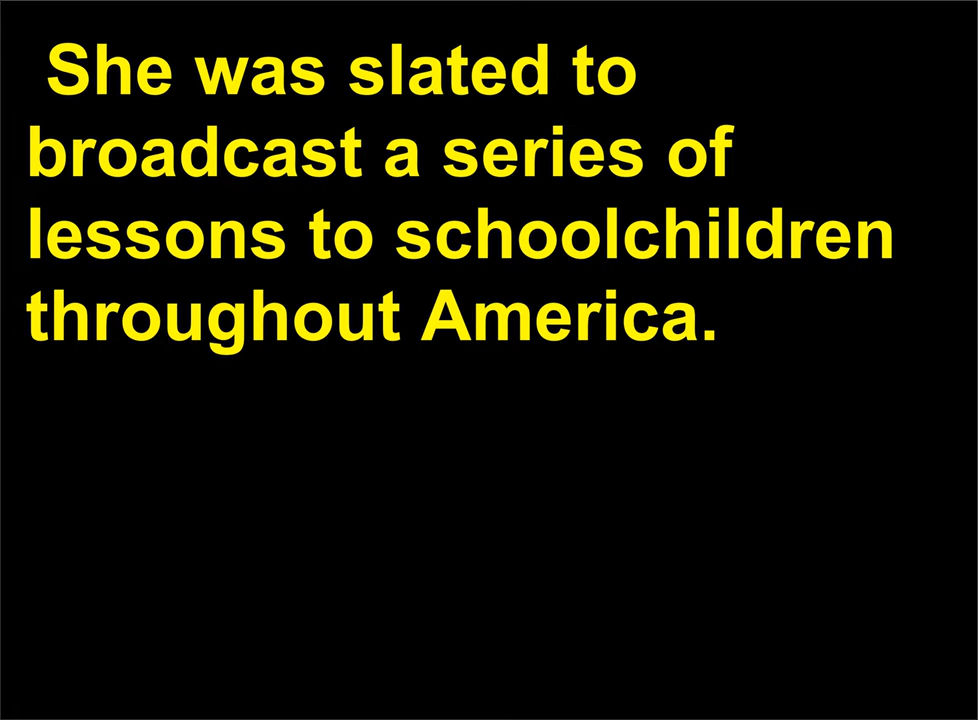 She was slated to
broadcast a series of
lessons to schoolchildren
throughout America.